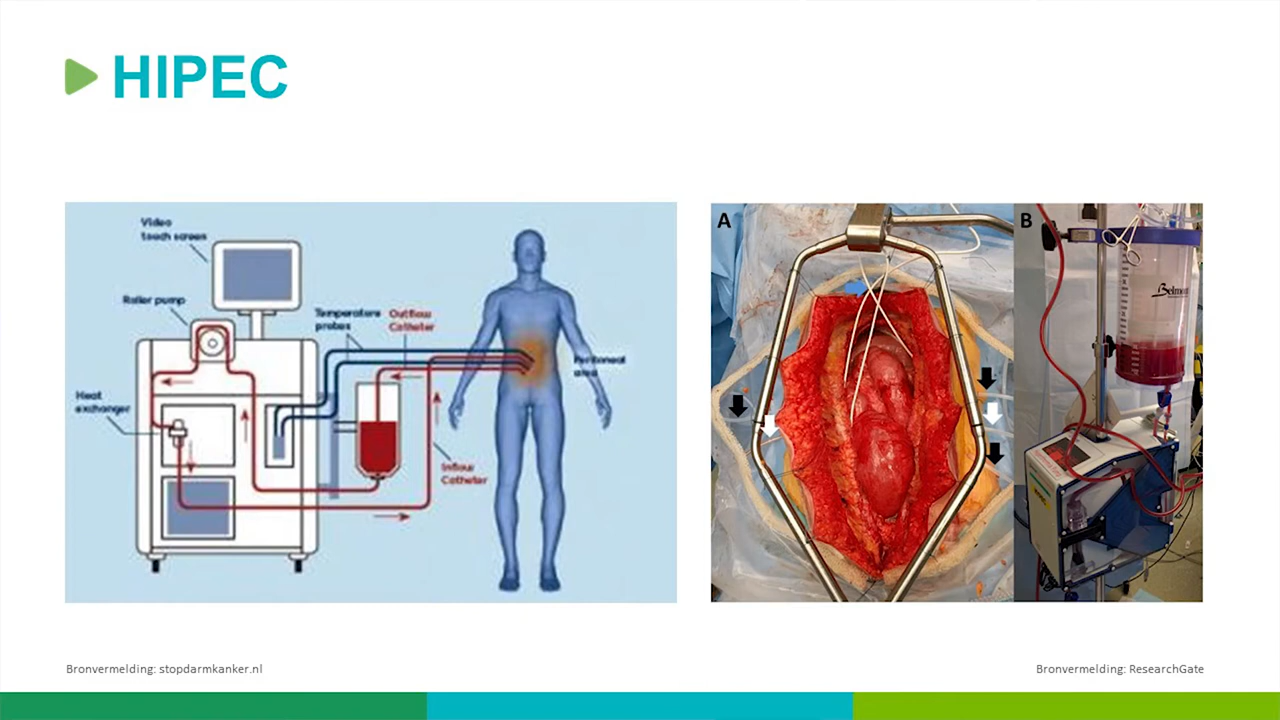 HIPEC
Video
touch screen
Roller pump
Temperature
probes
Outflow
Catheter
Peritoneal
area
Heat
exchanger
Inflow
Catheter
A
B
Belmont
Bronvermelding: stopdarmkanker.nl
Bronvermelding: ResearchGate